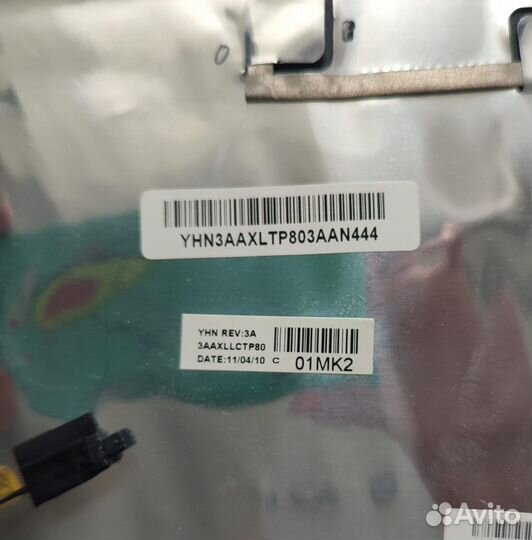 YHN3AAXLTP803AAN444
YHN REV:3A
3AAXLLCTP80
DATE:11/04/10 C 01MK2
Avito